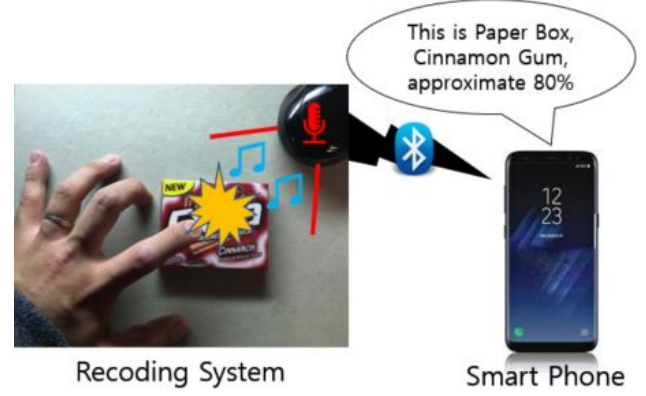 This is Paper Box,
Cinnamon Gum,
approximate 80%
NEW
CINNAMON
12
23
Recoding System
Smart Phone